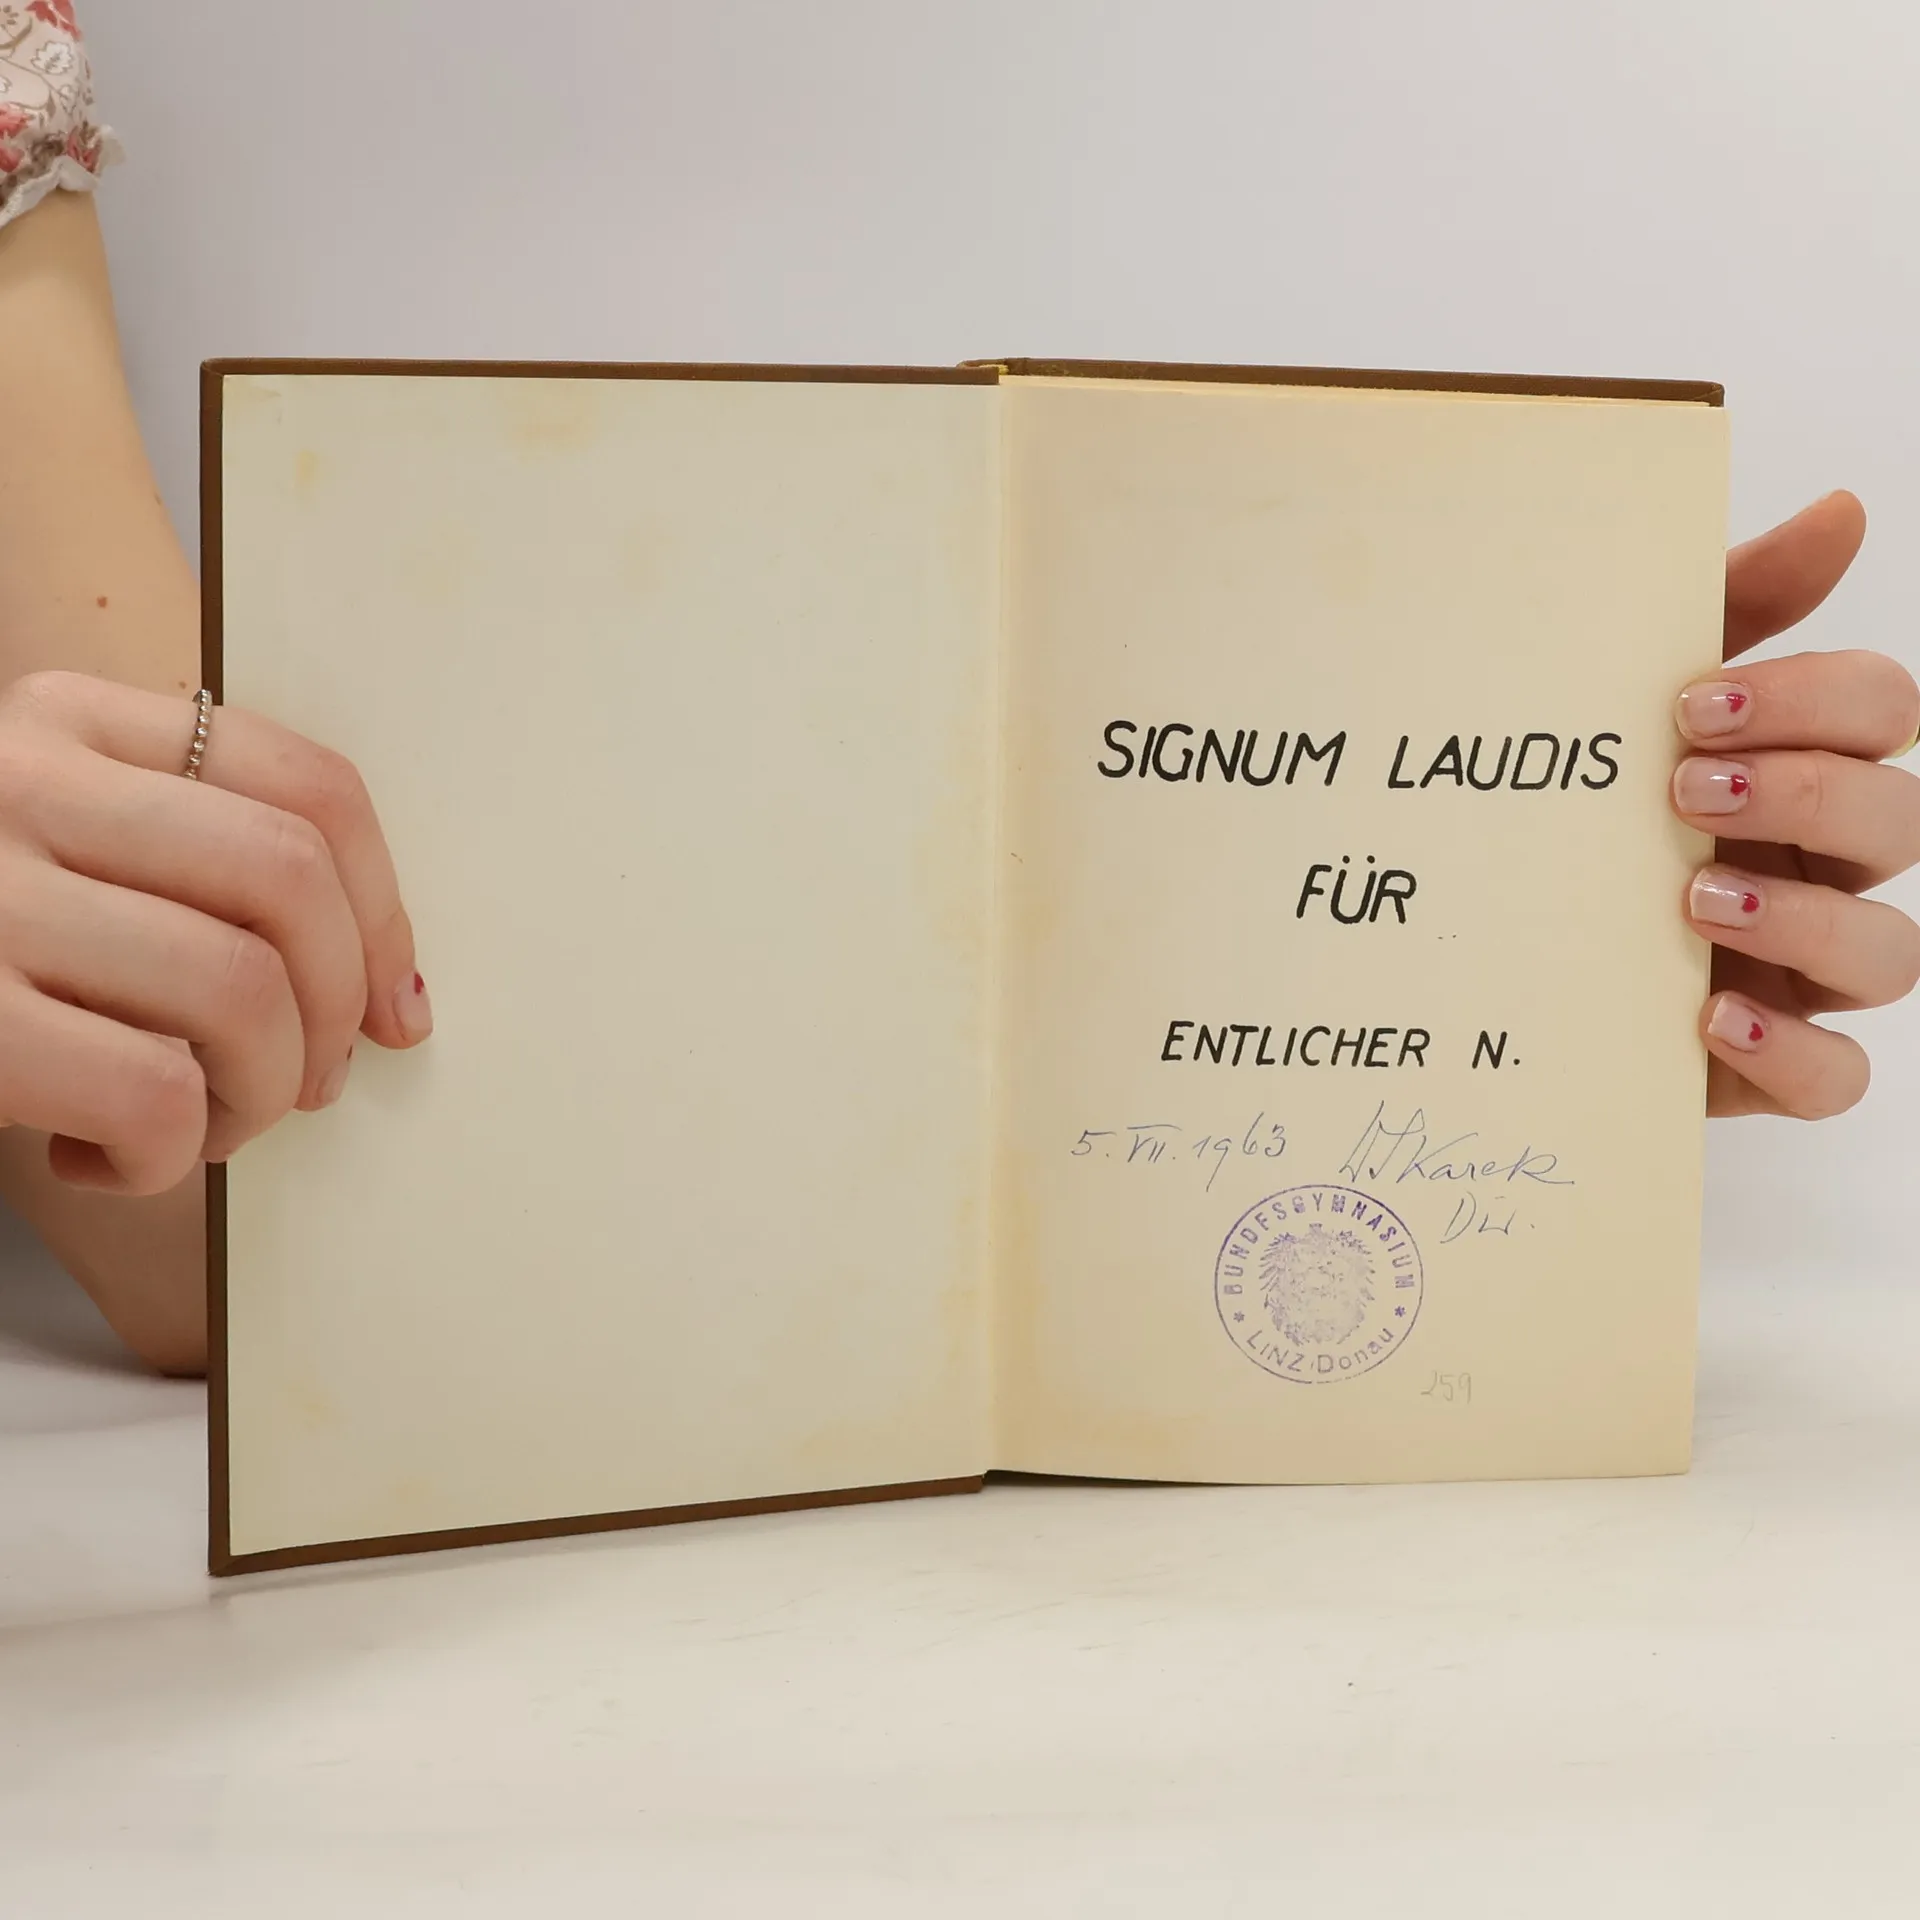 SIGNUM LAUDIS
FÜR
ENTLICHER N.
5. VII. 1963
BUNDESGYMNASIUM
* LINZ/Donau *
259